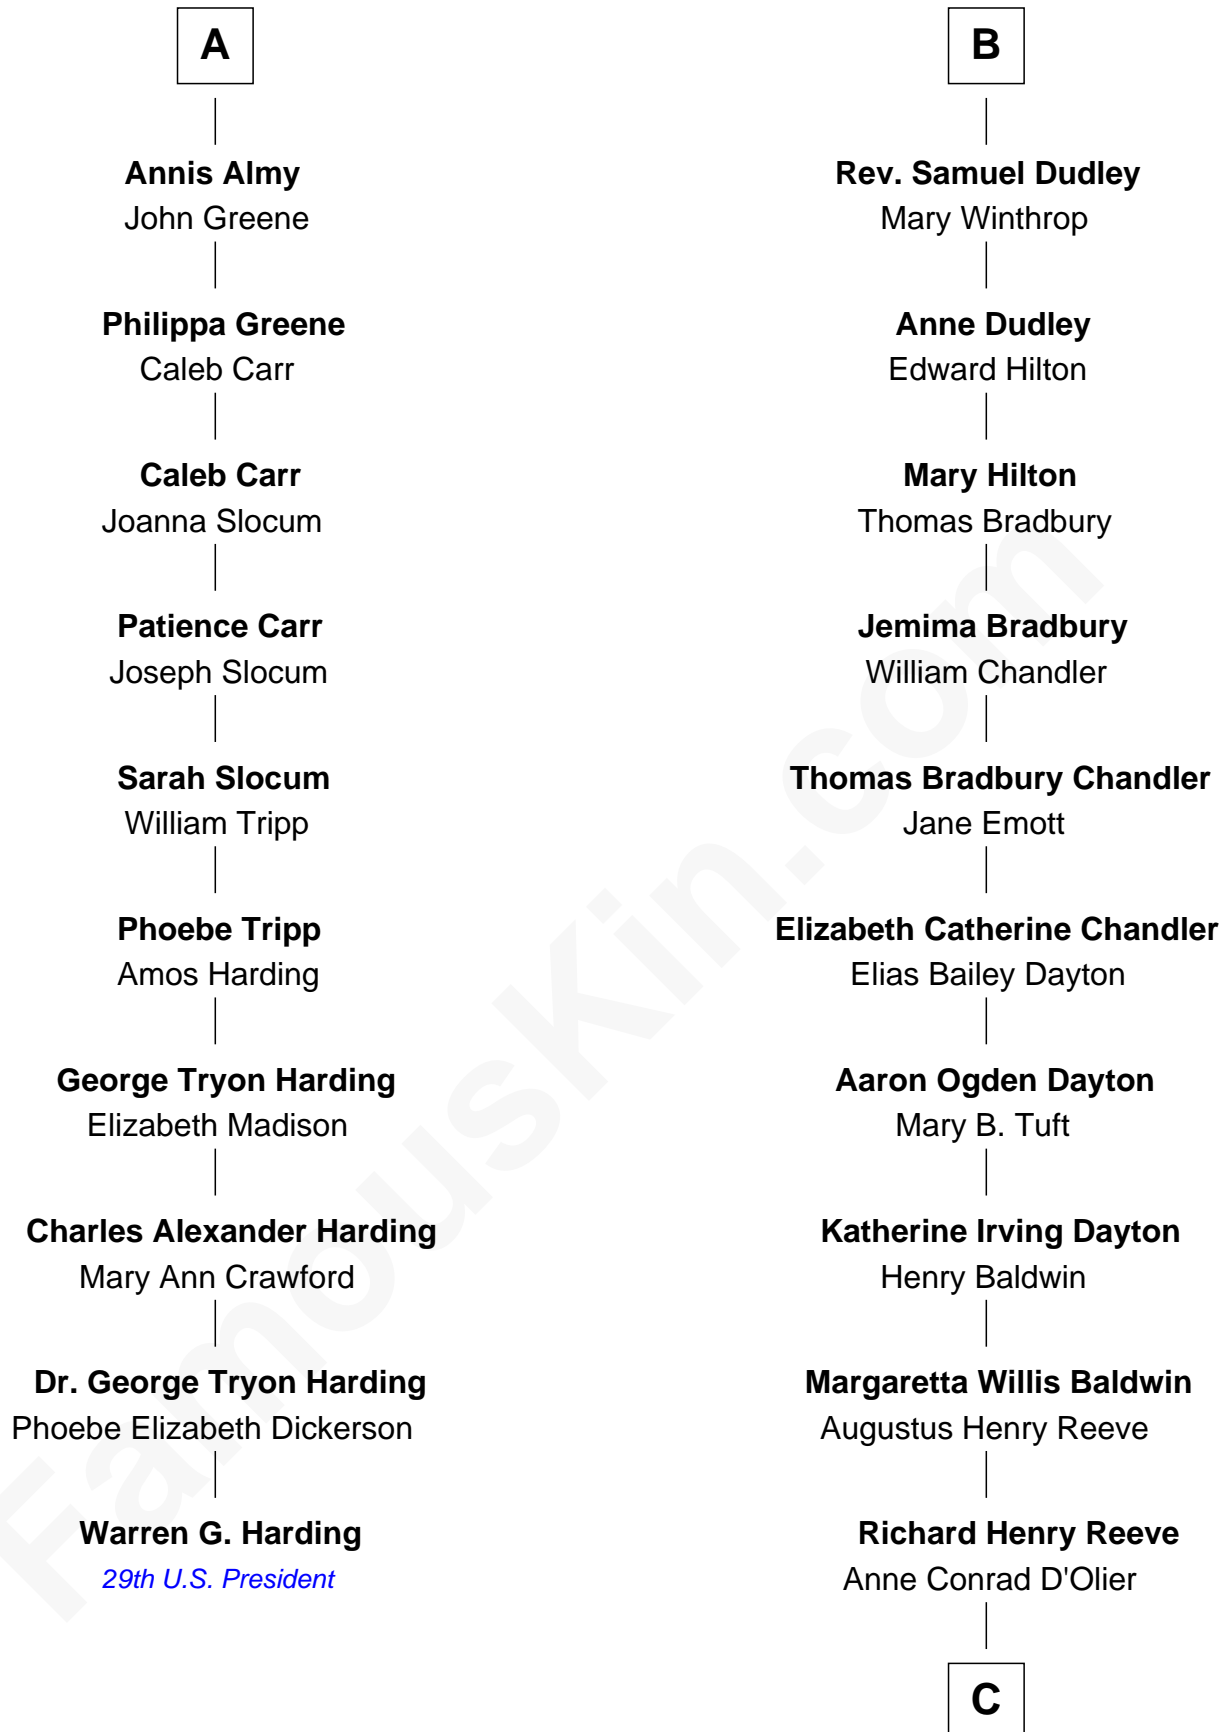 A
Annis Almy
John Greene
Philippa Greene
Caleb Carr
Caleb Carr
Joanna Slocum
Patience Carr
Joseph Slocum
Sarah Slocum
William Tripp
Phoebe Tripp
Amos Harding
George Tryon Harding
Elizabeth Madison
Charles Alexander Harding
Mary Ann Crawford
Dr. George Tryon Harding
Phoebe Elizabeth Dickerson
Warren G. Harding
29th U.S. President
B
Rev. Samuel Dudley
Mary Winthrop
Anne Dudley
Edward Hilton
Mary Hilton
Thomas Bradbury
Jemima Bradbury
William Chandler
Thomas Bradbury Chandler
Jane Emott
Elizabeth Catherine Chandler
Elias Bailey Dayton
Aaron Ogden Dayton
Mary B. Tuft
Katherine Irving Dayton
Henry Baldwin
Margaretta Willis Baldwin
Augustus Henry Reeve
Richard Henry Reeve
Anne Conrad D'Olier
C
FamousKin.com